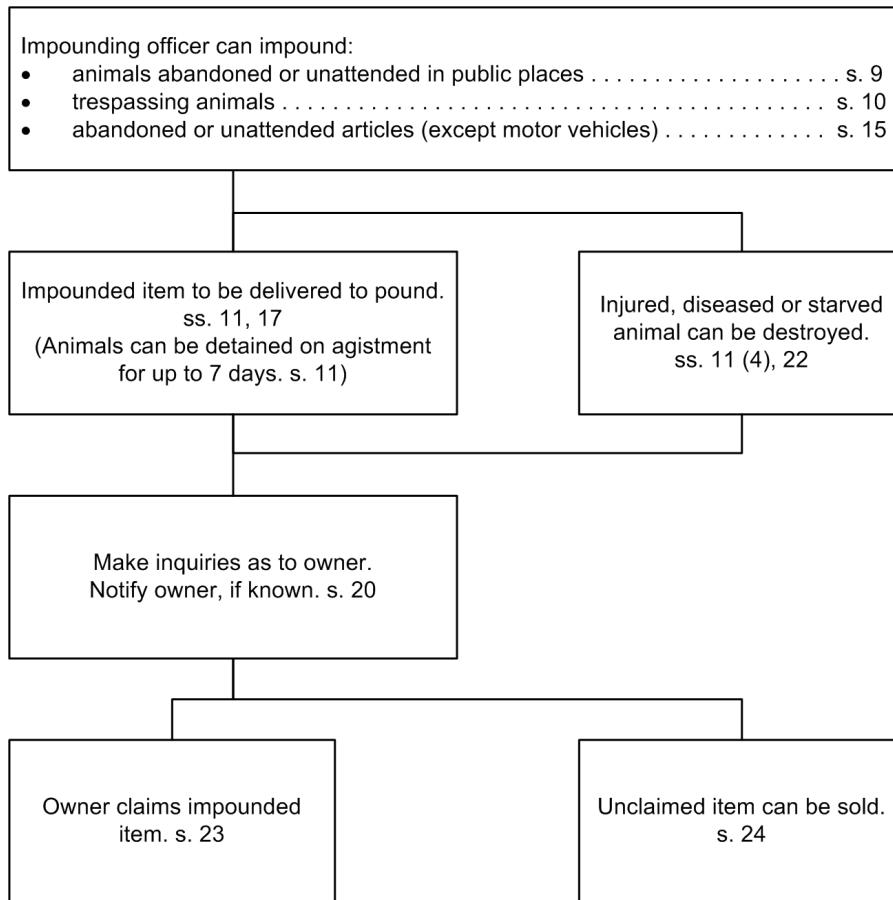 Impounding officer can impound:
• animals abandoned or unattended in public places . . . . . . . . . . . . . . . . . . . . . s. 9
• trespassing animals . . . . . . . . . . . . . . . . . . . . . . . . . . . . . . . . . . . . . . . . . s. 10
• abandoned or unattended articles (except motor vehicles) . . . . . . . . . . . . . s. 15
Impounded item to be delivered to pound.
ss. 11, 17
(Animals can be detained on agistment
for up to 7 days. s. 11)
Injured, diseased or starved
animal can be destroyed.
ss. 11 (4), 22
Make inquiries as to owner.
Notify owner, if known. s. 20
Owner claims impounded
item. s. 23
Unclaimed item can be sold.
s. 24